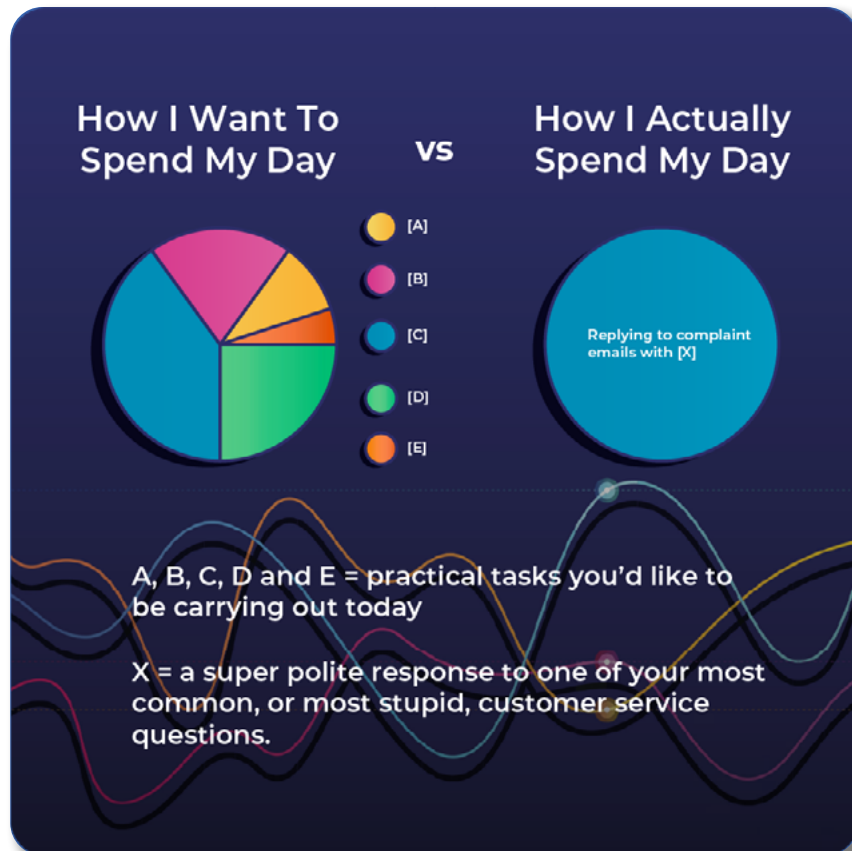 How I Want To
Spend My Day
vs
How I Actually
Spend My Day
[A]
[B]
[C]
[D]
[E]
Replying to complaint
emails with [X]
A, B, C, D and E = practical tasks you’d like to
be carrying out today
X = a super polite response to one of your most
common, or most stupid, customer service
questions.